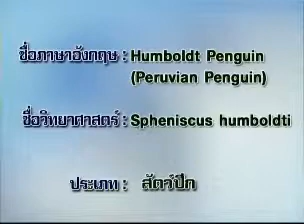 ชื่อภาษาอังกฤษ : Humboldt Penguin
(Peruvian Penguin)
ชื่อวิทยาศาสตร์ : Spheniscus humboldti
ประเภท : สัตว์ปีก